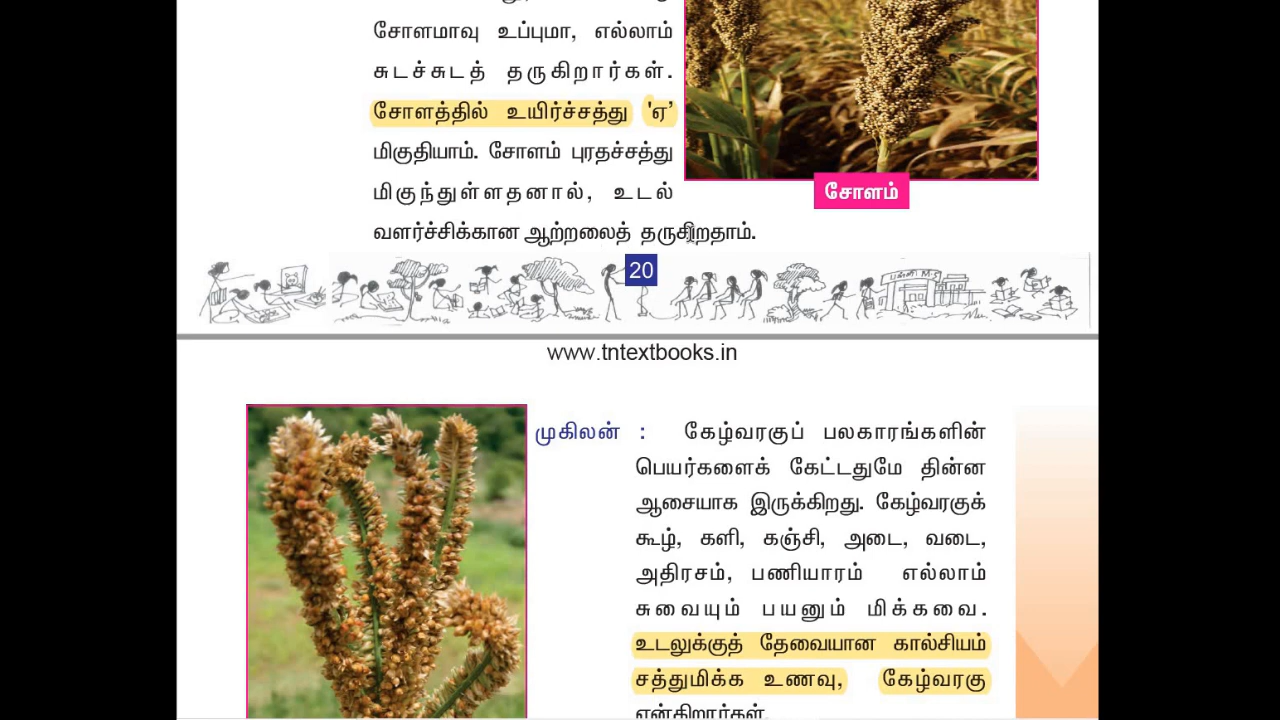 சோளமாவு உப்புமா, எல்லாம்
சுடச்சுடத் தருகிறார்கள்.
சோளத்தில் உயிர்ச்சத்து 'ஏ’
மிகுதியாம். சோளம் புரதச்சத்து
மிகுந்துள்ளதனால், உடல்
வளர்ச்சிக்கான ஆற்றலைத் தருகிறதாம்.
சோளம்
20
www.tntextbooks.in
முகிலன் : கேழ்வரகுப் பலகாரங்களின்
பெயர்களைக் கேட்டதுமே தின்ன
ஆசையாக இருக்கிறது. கேழ்வரகுக்
கூழ், களி, கஞ்சி, அடை, வடை,
அதிரசம், பணியாரம் எல்லாம்
சுவையும் பயனும் மிக்கவை.
உடலுக்குத் தேவையான கால்சியம்
சத்துமிக்க உணவு, கேழ்வரகு
என்கிறார்கள்.